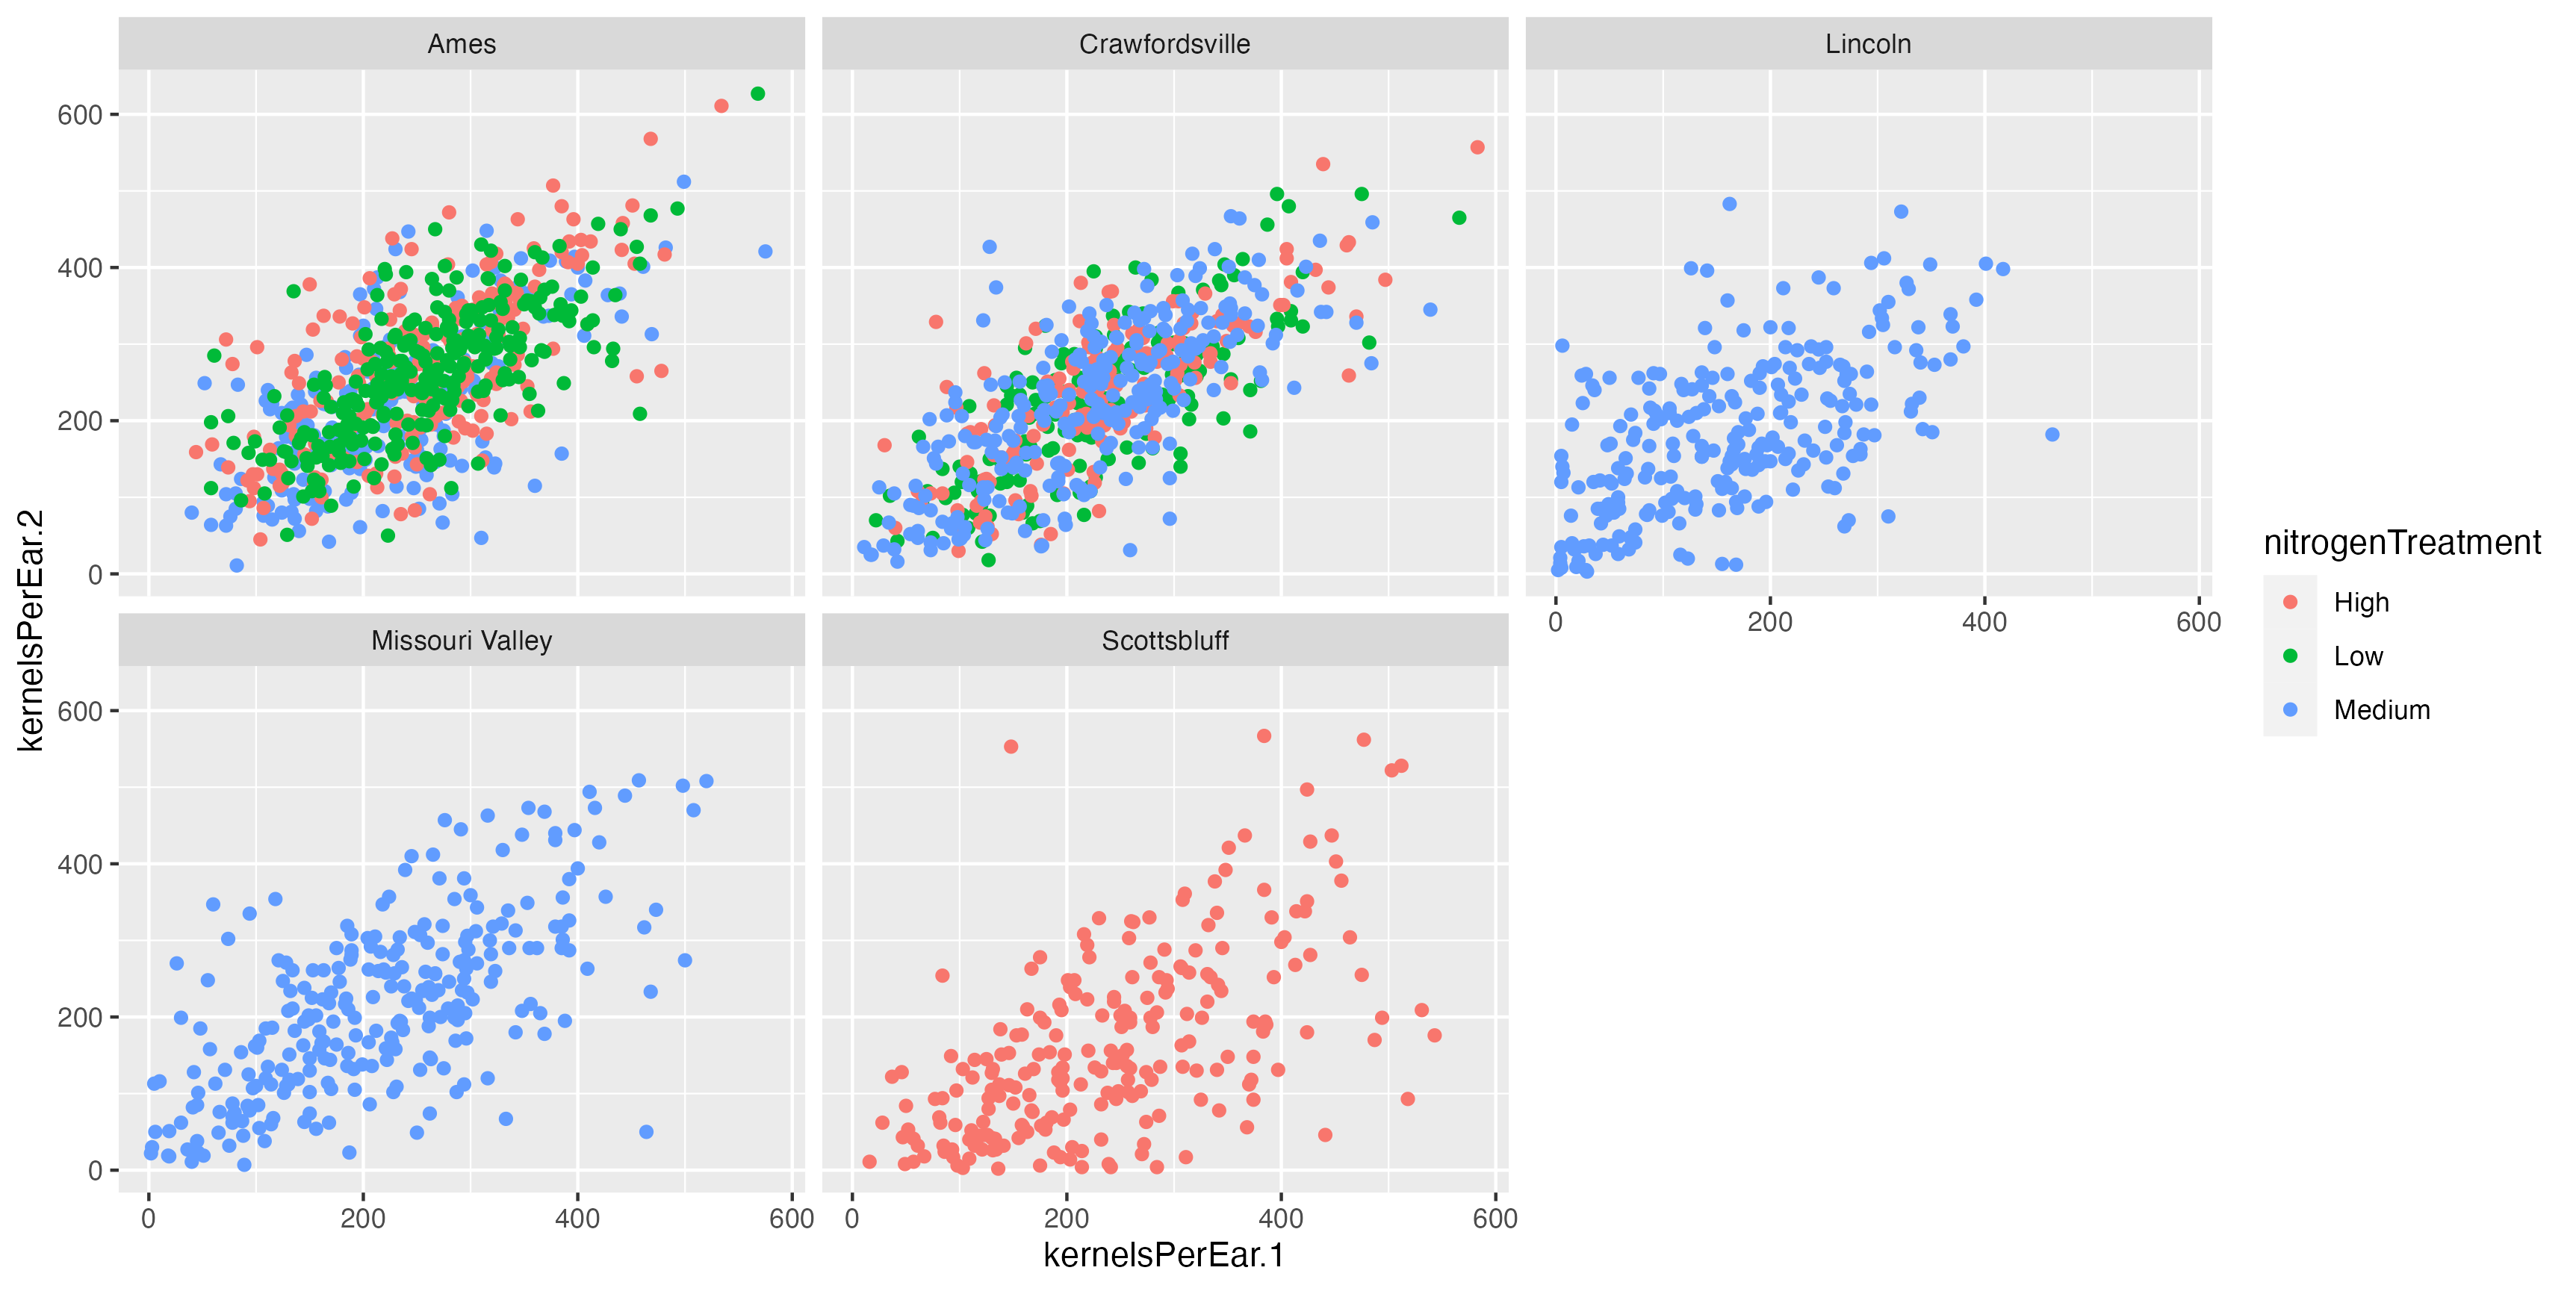 Ames
Crawfordsville
Lincoln
600
400
200
0
0 200 400 600
Missouri Valley
Scottsbluff
600
400
200
0
0 200 400 600
0 200 400 600
kernelsPerEar.1
kernelsPerEar.2
nitrogenTreatment
High
Low
Medium